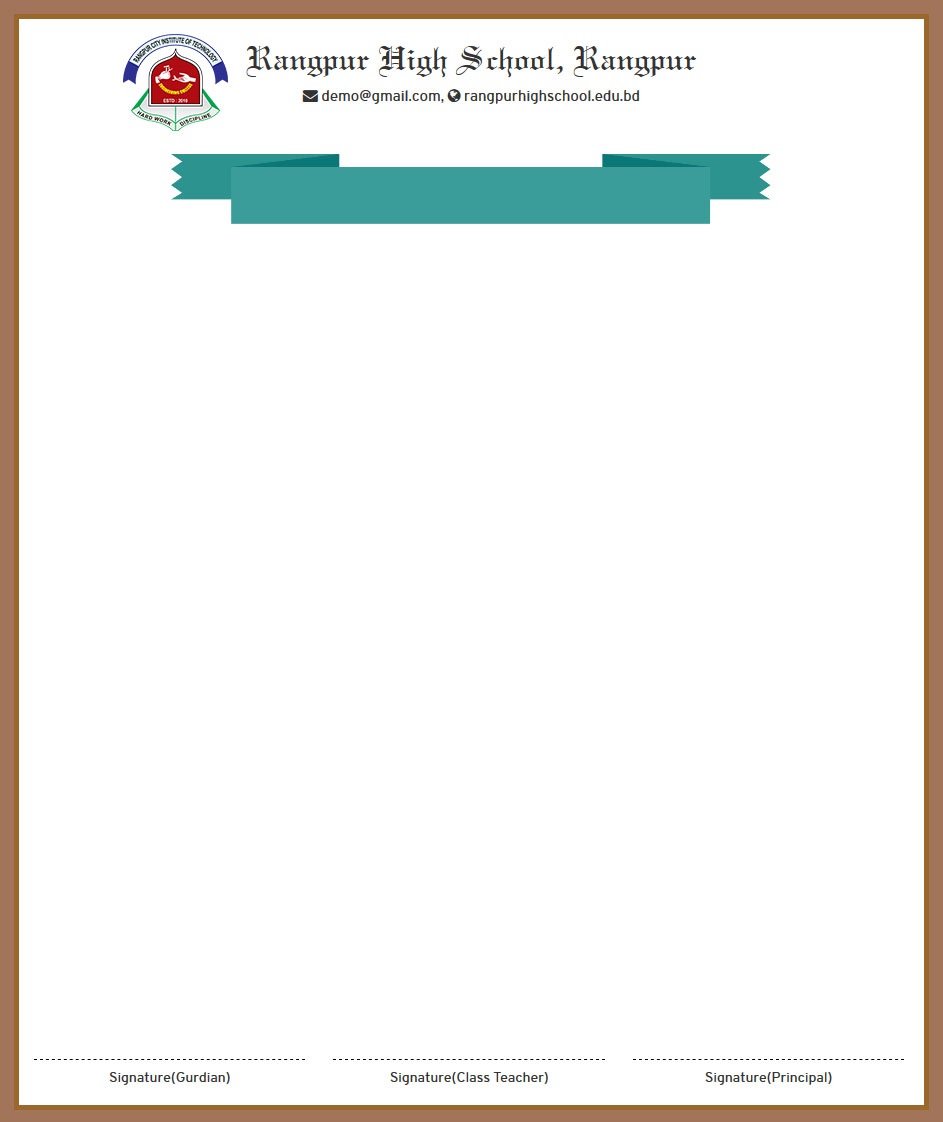 RANGPUR CITY INSTITUTE OF TECHNOLOGY
ESTD : 2016
HARD WORK DISCIPLINE
Rangpur High School, Rangpur
demo@gmail.com, rangpurhighschool.edu.bd
Signature(Gurdian) Signature(Class Teacher) Signature(Principal)